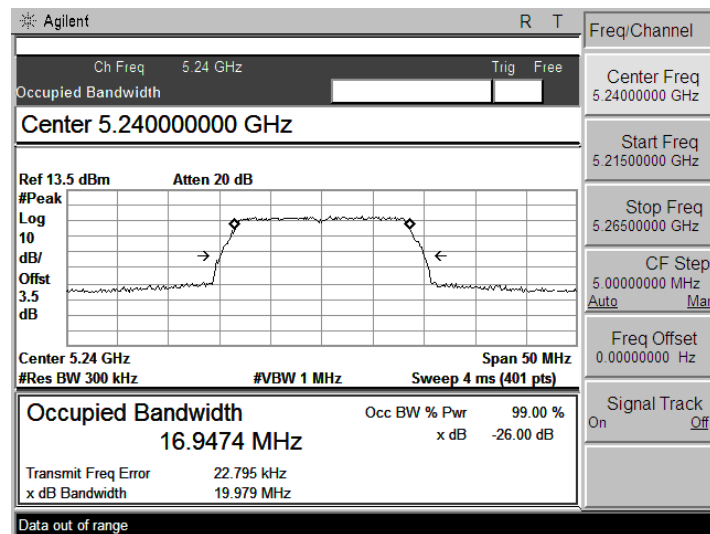 Agilent R T
Freq/Channel
Ch Freq 5.24 GHz Trig Free
Occupied Bandwidth
Center 5.240000000 GHz
Center Freq
5.24000000 GHz
Start Freq
5.21500000 GHz
Stop Freq
5.26500000 GHz
CF Step
5.00000000 MHz
Auto Man
Freq Offset
0.00000000 Hz
Signal Track
On Off
Ref 13.5 dBm Atten 20 dB
#Peak
Log
10
dB/
Offst
3.5
dB
Center 5.24 GHz Span 50 MHz
#Res BW 300 kHz #VBW 1 MHz Sweep 4 ms (401 pts)
Occupied Bandwidth Occ BW % Pwr 99.00 %
16.9474 MHz x dB -26.00 dB
Transmit Freq Error 22.795 kHz
x dB Bandwidth 19.979 MHz
Data out of range